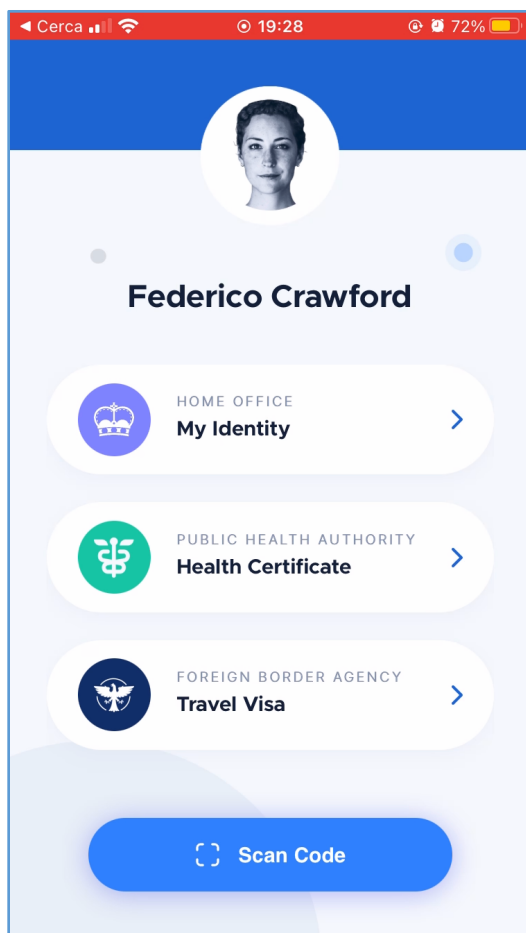 Cerca 19:28 72%
Federico Crawford
HOME OFFICE
My Identity
PUBLIC HEALTH AUTHORITY
Health Certificate
FOREIGN BORDER AGENCY
Travel Visa
Scan Code